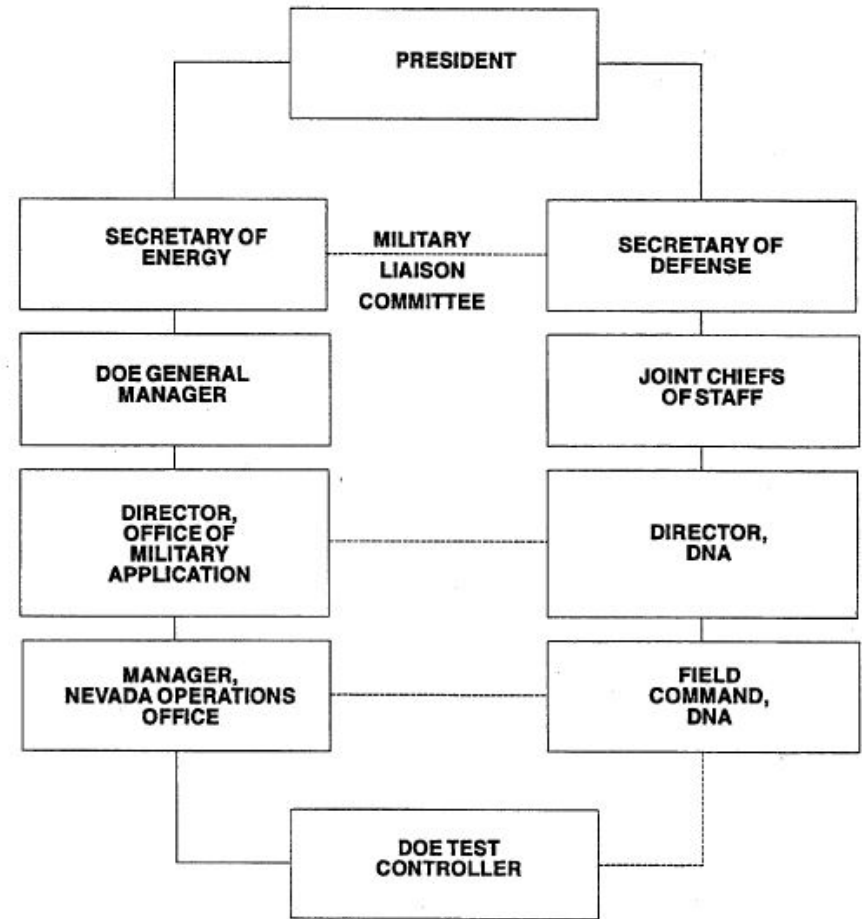 PRESIDENT
SECRETARY OF
ENERGY
MILITARY
LIAISON
COMMITTEE
SECRETARY OF
DEFENSE
DOE GENERAL
MANAGER
JOINT CHIEFS
OF STAFF
DIRECTOR,
OFFICE OF
MILITARY
APPLICATION
DIRECTOR,
DNA
MANAGER,
NEVADA OPERATIONS
OFFICE
FIELD
COMMAND,
DNA
DOE TEST
CONTROLLER